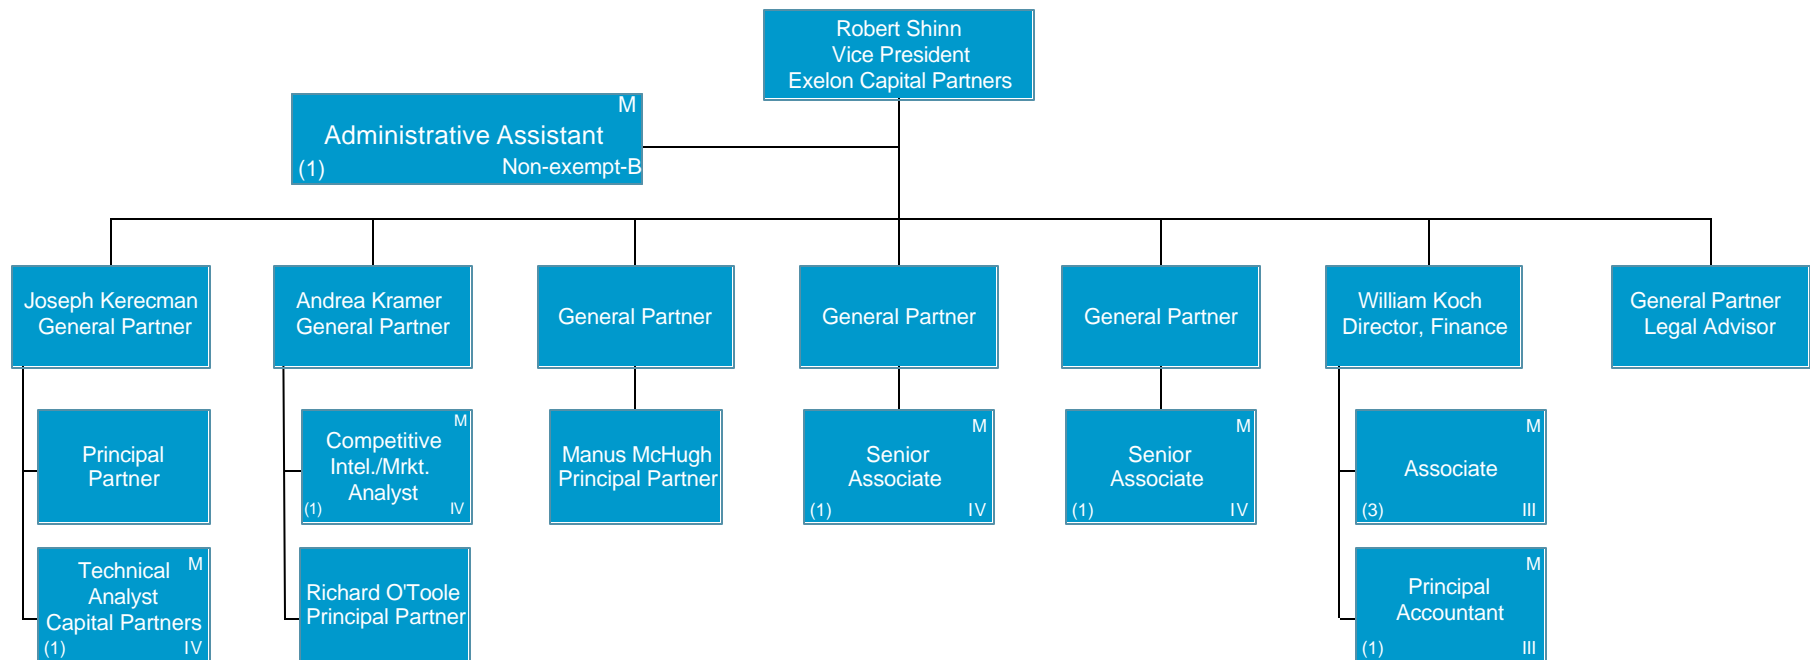 Robert Shinn
Vice President
Exelon Capital Partners
M
Administrative Assistant
(1) Non-exempt-B
Joseph Kerecman
General Partner
Andrea Kramer
General Partner
General Partner
General Partner
General Partner
William Koch
Director, Finance
General Partner
Legal Advisor
Principal
Partner
M
Competitive
Intel./Mrkt.
Analyst
(1) IV
Manus McHugh
Principal Partner
M
Senior
Associate
(1) IV
M
Senior
Associate
(1) IV
M
Associate
(3) III
Technical M
Analyst
Capital Partners
(1) IV
Richard O'Toole
Principal Partner
M
Principal
Accountant
(1) III